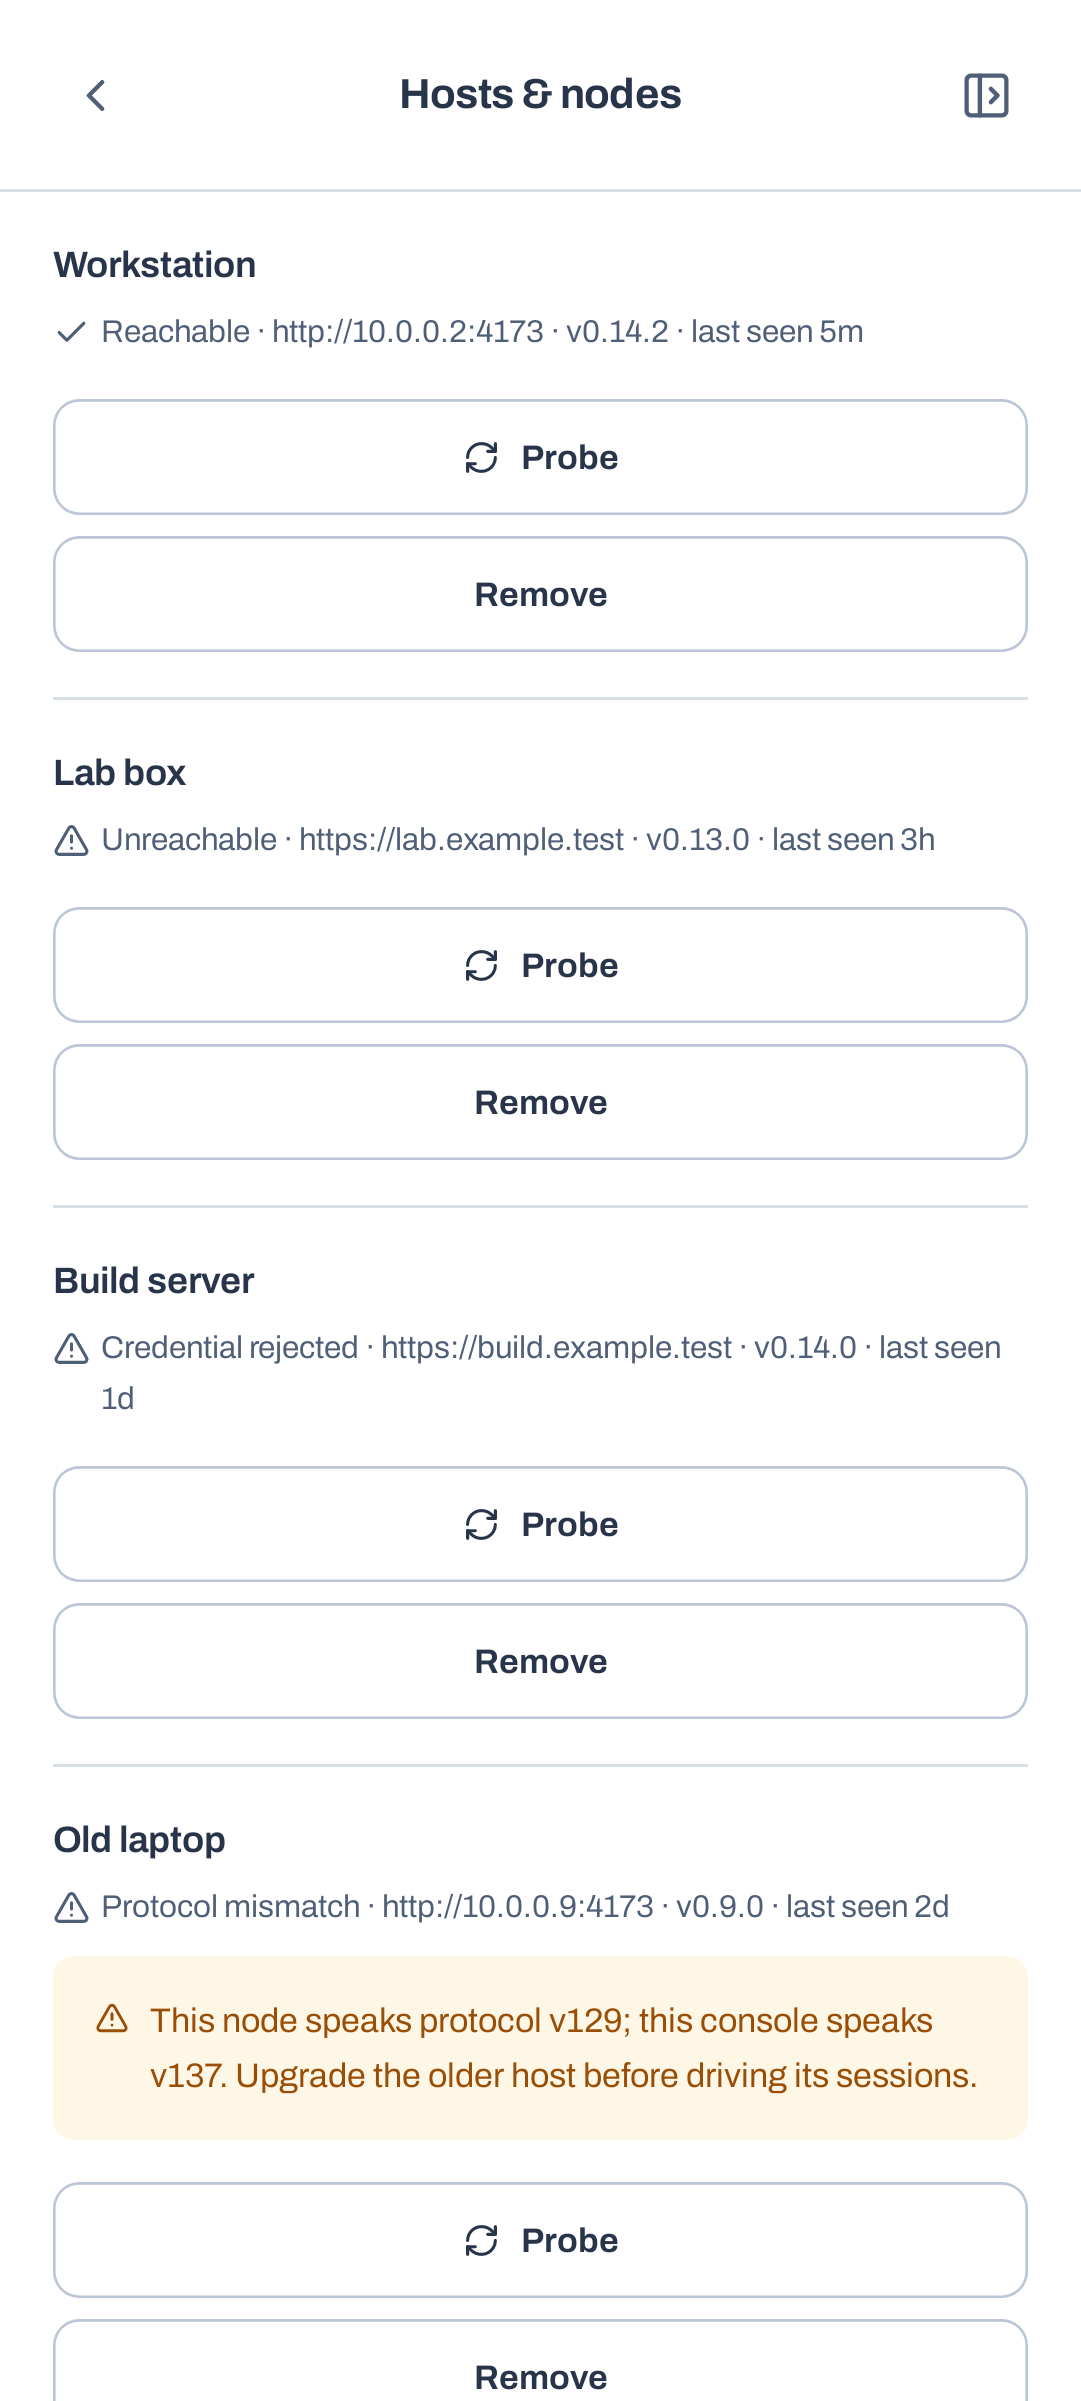 Hosts & nodes
Workstation
Reachable · http://10.0.0.2:4173 · v0.14.2 · last seen 5m
Probe
Remove
Lab box
Unreachable · https://lab.example.test · v0.13.0 · last seen 3h
Probe
Remove
Build server
Credential rejected · https://build.example.test · v0.14.0 · last seen
1d
Probe
Remove
Old laptop
Protocol mismatch · http://10.0.0.9:4173 · v0.9.0 · last seen 2d
This node speaks protocol v129; this console speaks
v137. Upgrade the older host before driving its sessions.
Probe
Remove